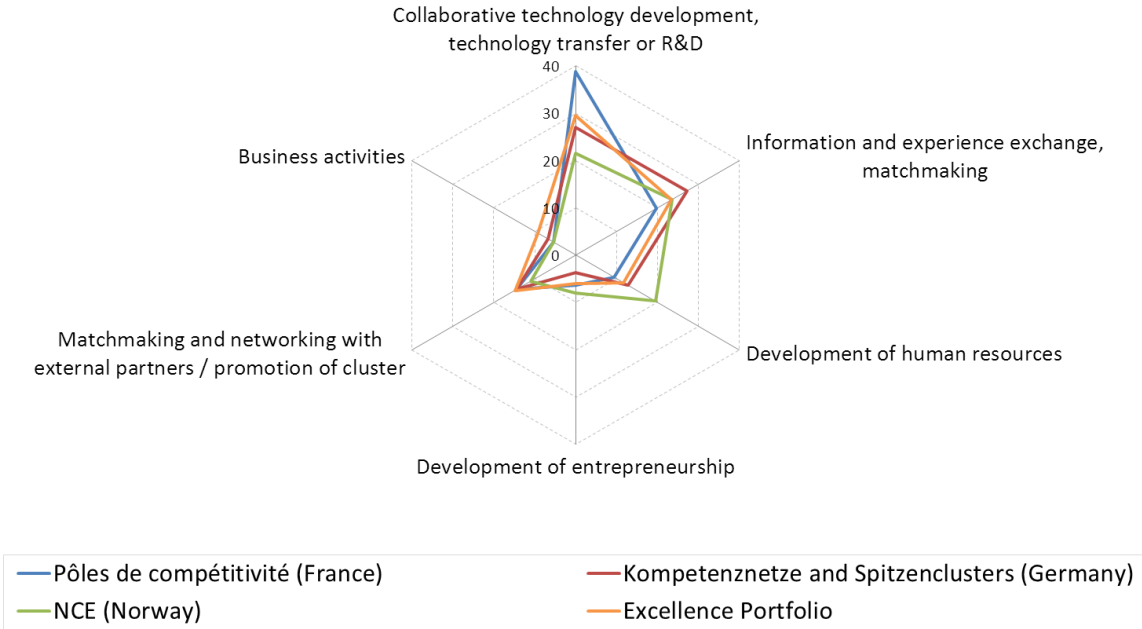 Collaborative technology development,
technology transfer or R&D
40
30
20
10
0
Information and experience exchange,
matchmaking
Business activities
Matchmaking and networking with
external partners / promotion of cluster
Development of human resources
Development of entrepreneurship
Pôles de compétitivité (France)
Kompetenznetze and Spitzenclusters (Germany)
NCE (Norway)
Excellence Portfolio